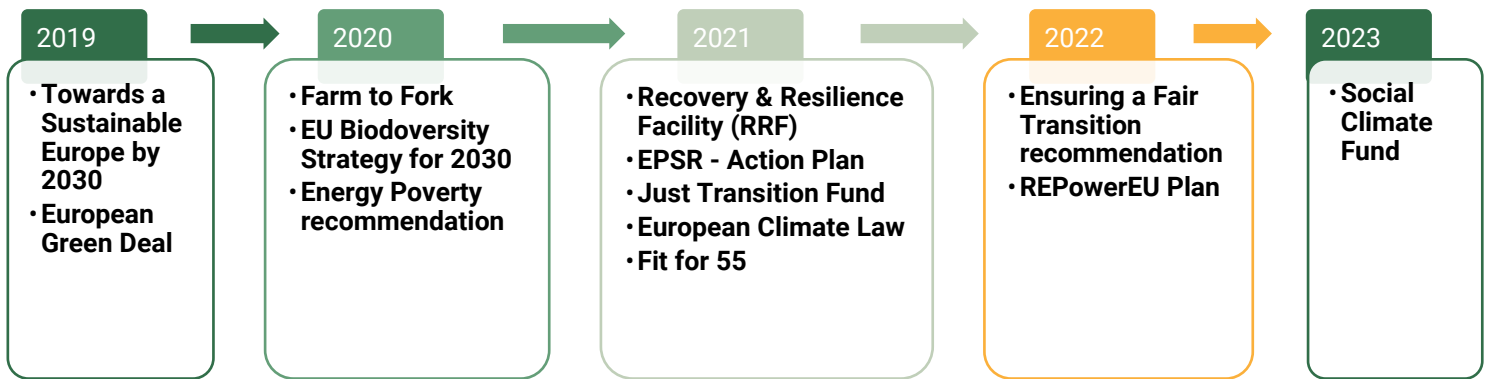 2019
• Towards a
Sustainable
Europe by
2030
• European
Green Deal
2020
• Farm to Fork
• EU Biodoversity
Strategy for 2030
• Energy Poverty
recommendation
2021
• Recovery & Resilience
Facility (RRF)
• EPSR - Action Plan
• Just Transition Fund
• European Climate Law
• Fit for 55
2022
• Ensuring a Fair
Transition
recommendation
• REPowerEU Plan
2023
• Social
Climate
Fund